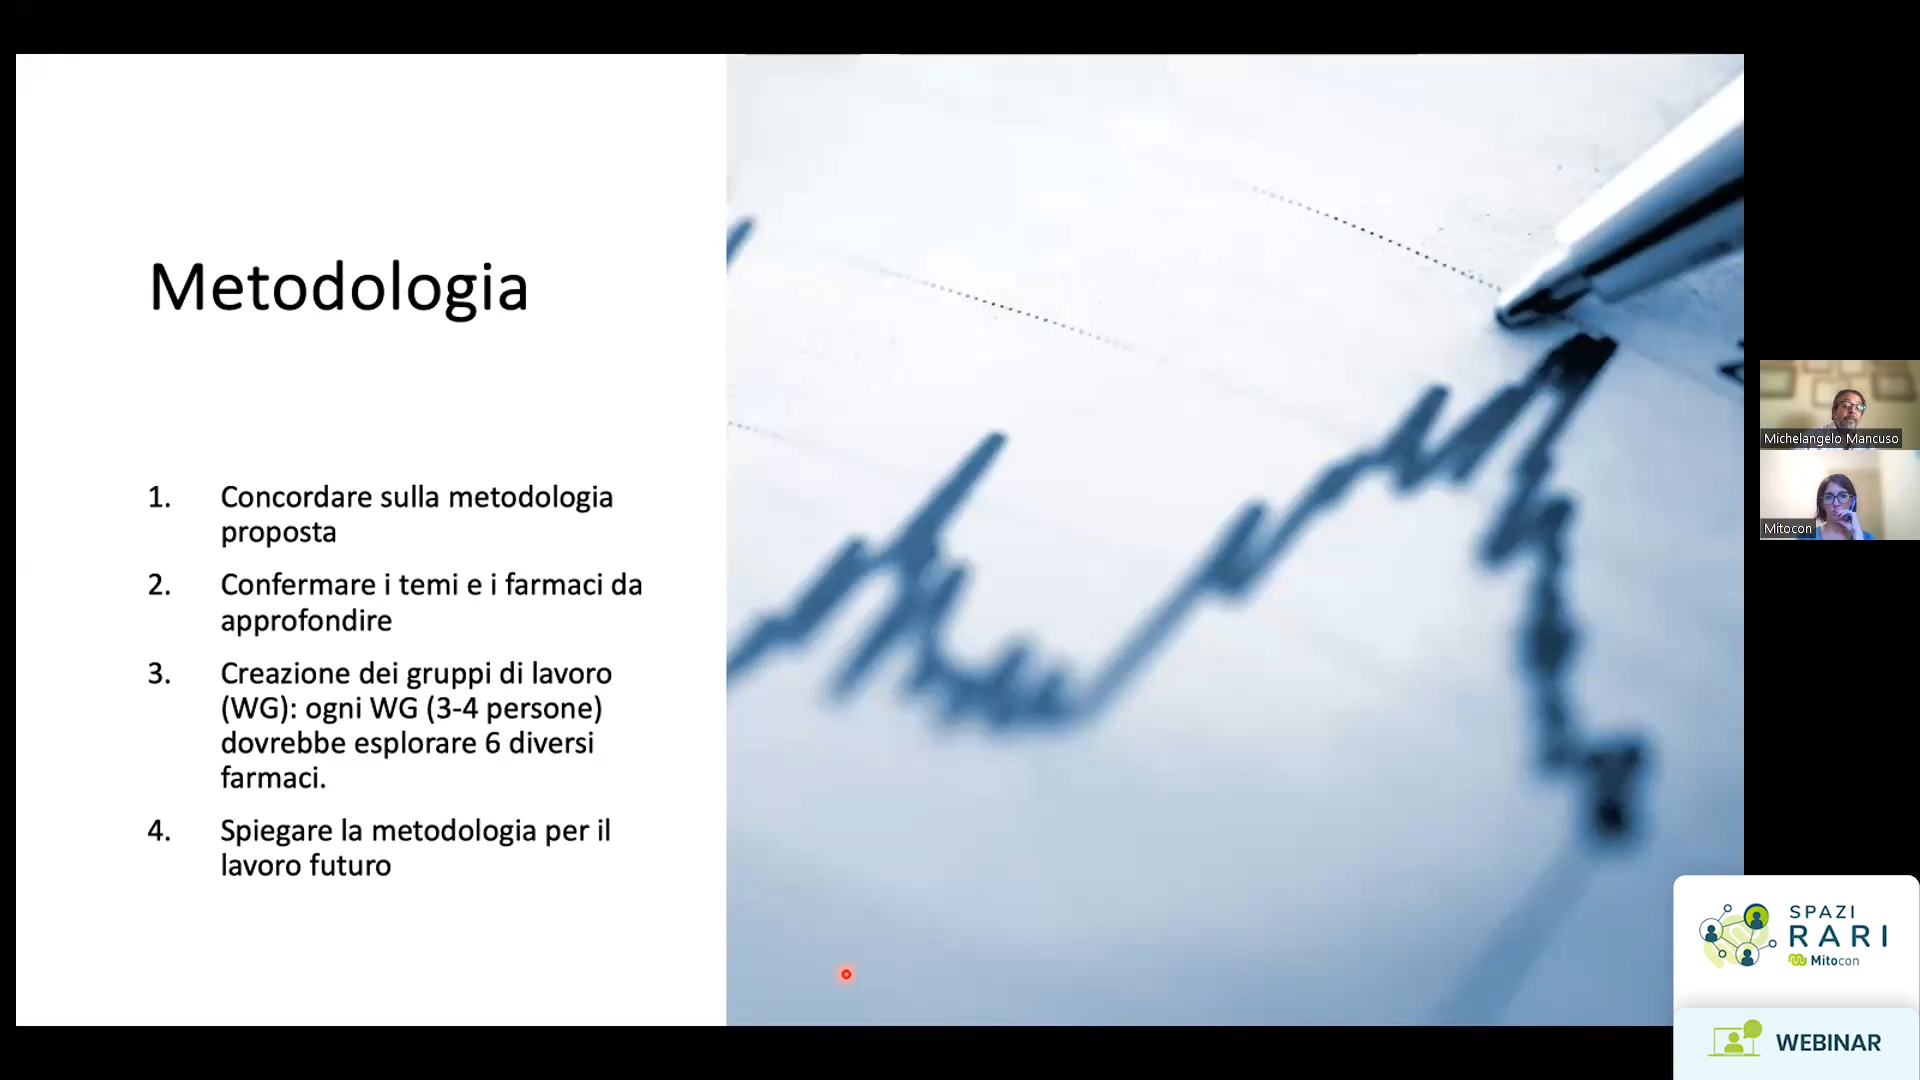 Metodologia
1. Concordare sulla metodologia
proposta
2. Confermare i temi e i farmaci da
approfondire
3. Creazione dei gruppi di lavoro
(WG): ogni WG (3-4 persone)
dovrebbe esplorare 6 diversi
farmaci.
4. Spiegare la metodologia per il
lavoro futuro
Michelangelo Mancuso
Mitocon
SPAZI
RARI
Mitocon
WEBINAR